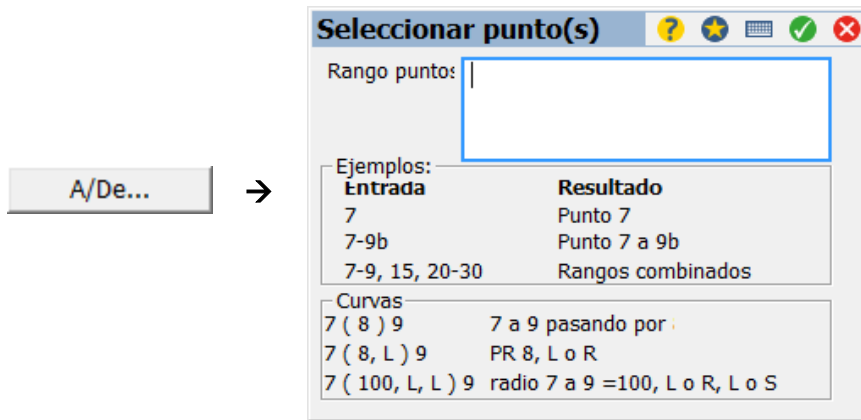 Seleccionar punto(s)
Rango puntos
A/De...
Ejemplos:
Entrada Resultado
7 Punto 7
7-9b Punto 7 a 9b
7-9, 15, 20-30 Rangos combinados
Curvas
7 ( 8 ) 9 7 a 9 pasando por
7 ( 8, L ) 9 PR 8, L o R
7 ( 100, L, L ) 9 radio 7 a 9 =100, L o R, L o S